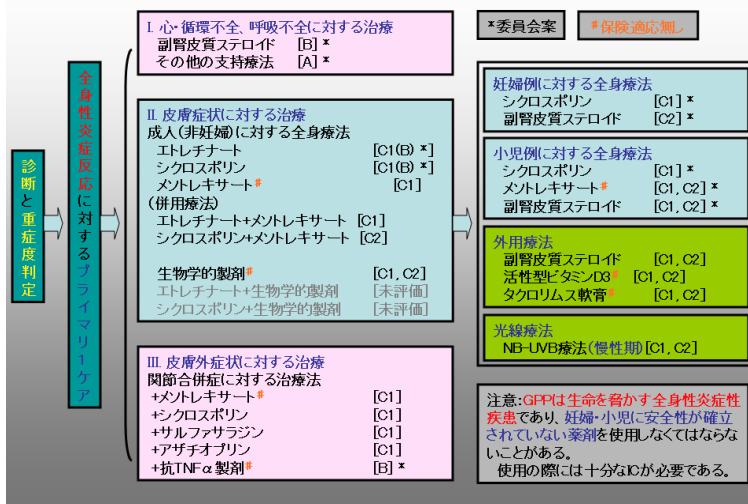 診断と重症度判定
全身性炎症反応に対するプライマリーケア
Ⅰ. 心・循環不全、呼吸不全に対する治療
副腎皮質ステロイド [B] *
その他の支持療法 [A] *
Ⅱ. 皮膚症状に対する治療
成人(非妊婦)に対する全身療法
エトレチナート [C1(B) *]
シクロスポリン [C1(B) *]
メソトレキサート# [C1]
(併用療法)
エトレチナート+メソトレキサート [C1]
シクロスポリン+メソトレキサート [C2]
生物学的製剤# [C1, C2]
エトレチナート+生物学的製剤 [未評価]
シクロスポリン+生物学的製剤 [未評価]
Ⅲ. 皮膚外症状に対する治療
関節合併症に対する治療療法
+メソトレキサート# [C1]
+シクロスポリン [C1]
+サルファサラジン [C1]
+アザチオプリン [C1]
+抗TNFα製剤# [B] *
*委員会案
#保険適応無し
妊婦例に対する全身療法
シクロスポリン [C1] *
副腎皮質ステロイド [C2] *
小児例に対する全身療法
シクロスポリン [C1] *
メソトレキサート# [C1, C2] *
副腎皮質ステロイド [C1, C2] *
外用療法
副腎皮質ステロイド [C1, C2]
活性型ビタミンD3# [C1, C2]
タクロリムス軟膏# [C1, C2]
光線療法
NB-UVB療法(慢性期)[C1, C2]
注意:GPPは生命を脅かす全身性炎症性
疾患であり、妊婦・小児に安全性が確立
されていない薬剤を使用しなくてはならな
いことがある。
使用の際には十分なICが必要である。